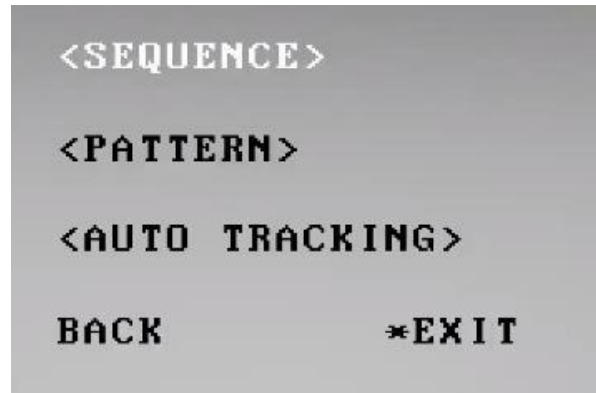 <SEQUENCE>
<PATTERN>
<AUTO TRACKING>
BACK *EXIT